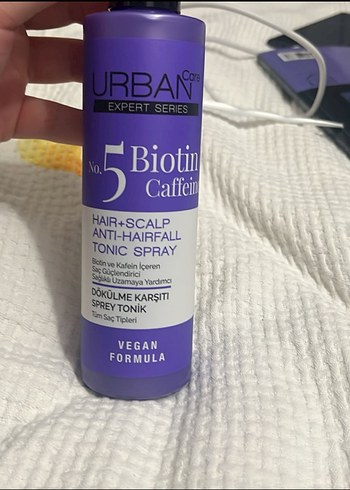 URBAN Care
EXPERT SERIES
No. 5 Biotin
Caffein
HAIR+SCALP
ANTI-HAIRFALL
TONIC SPRAY
Biotin ve Kafein İçeren
Saç Güçlendirici
Sağlıklı Uzamaya Yardımcı
DÖKÜLME KARŞITI
SPREY TONİK
Tüm Saç Tipleri
VEGAN
FORMULA